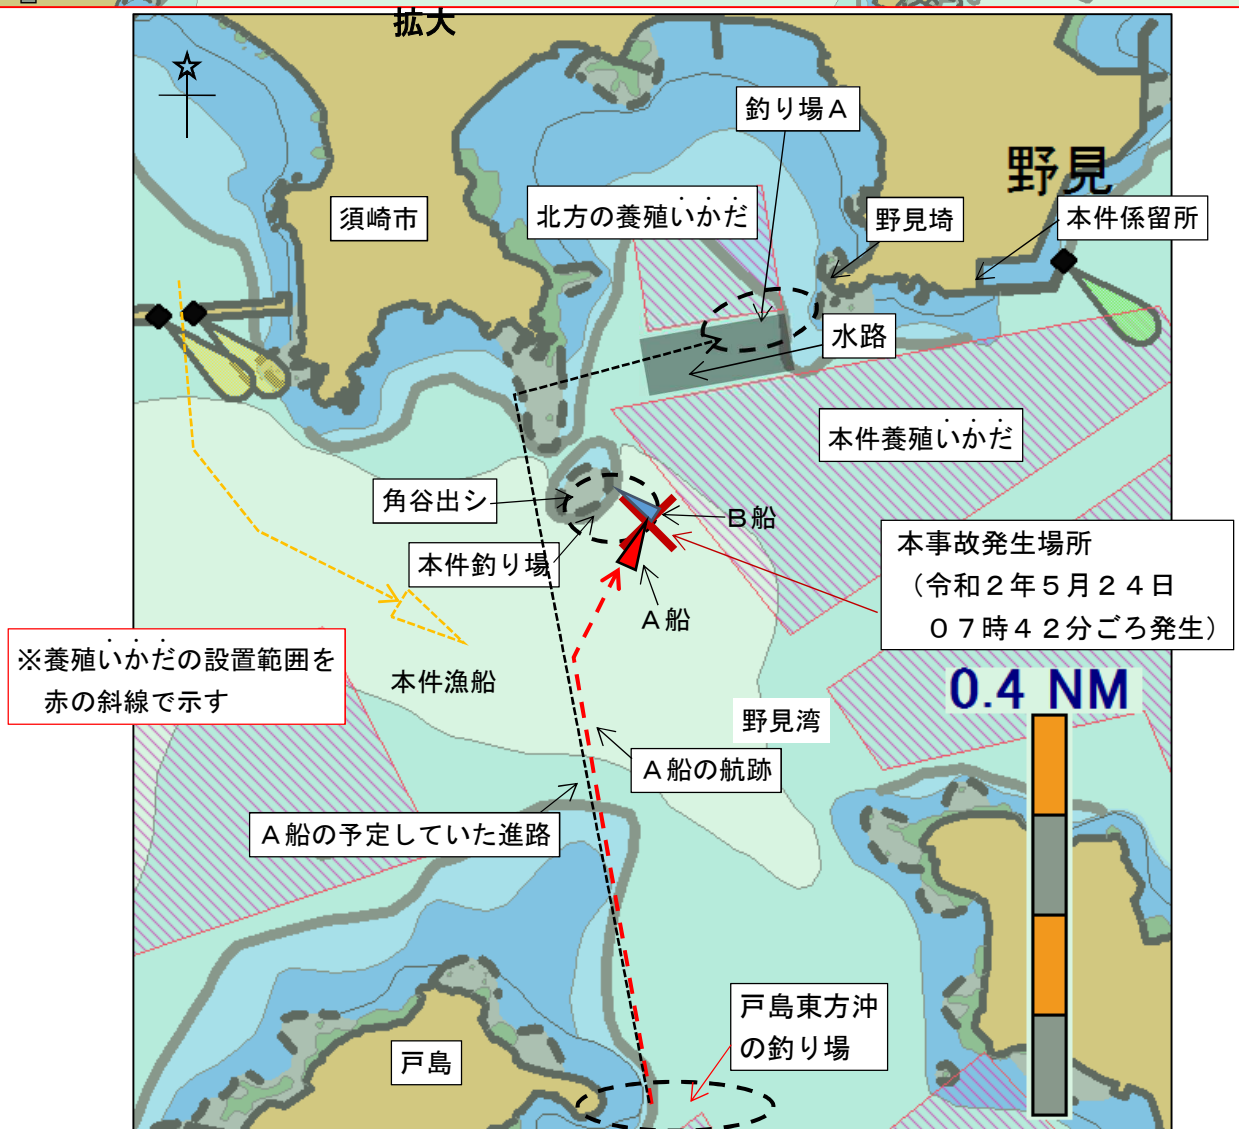 拡大
釣り場A
野見
北方の養殖いかだ
須崎市
野見埼
本件係留所
水路
本件養殖いかだ
角谷出シ
B船
本件釣り場
本事故発生場所
（令和２年５月２４日
０７時４２分ごろ発生）
A船
※養殖いかだの設置範囲を
赤の斜線で示す
本件漁船
0.4 NM
野見湾
A船の航跡
A船の予定していた進路
戸島東方沖
の釣り場
戸島